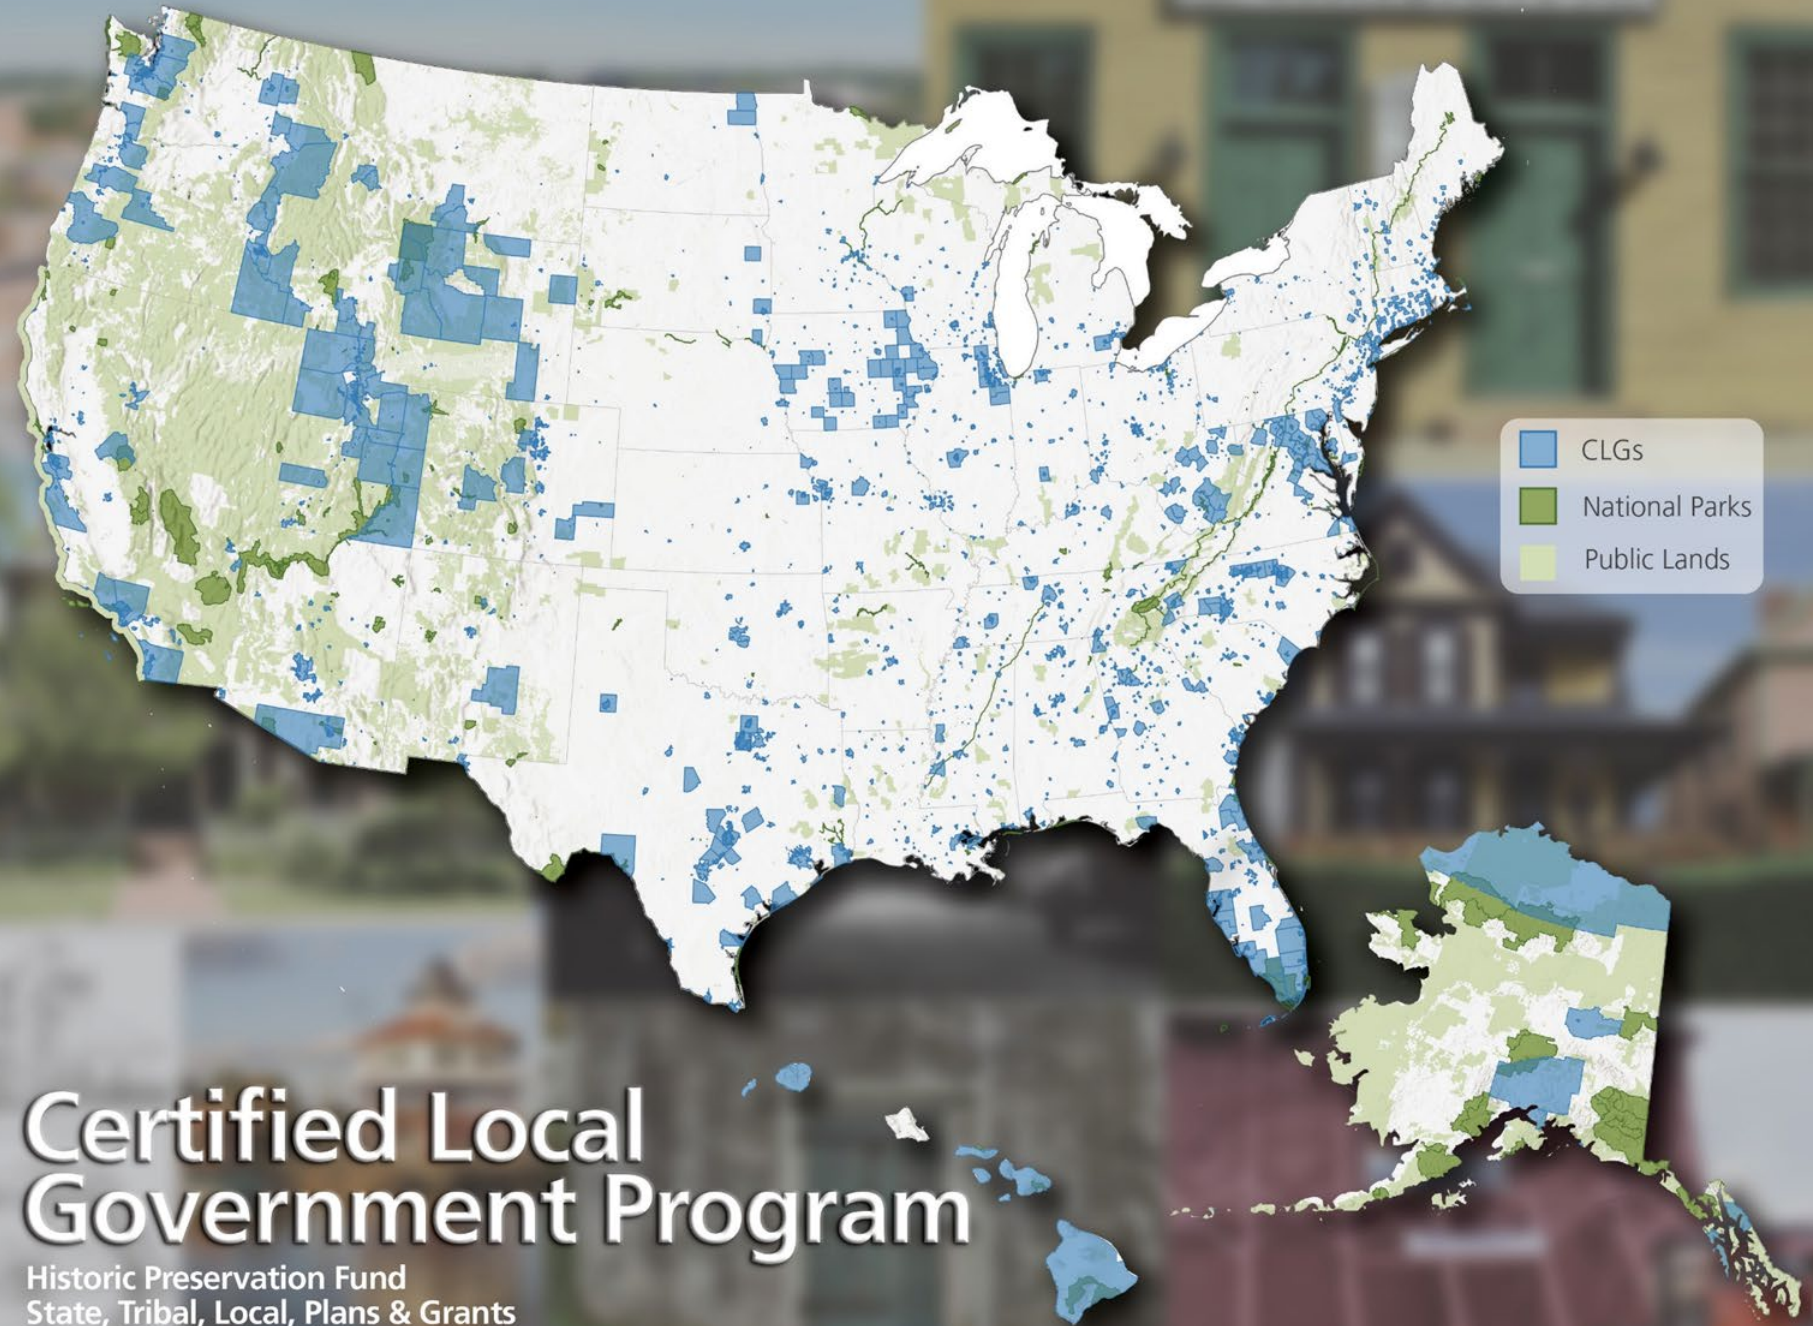 CLGs
National Parks
Public Lands
Certified Local
Government Program
Historic Preservation Fund
State, Tribal, Local, Plans & Grants